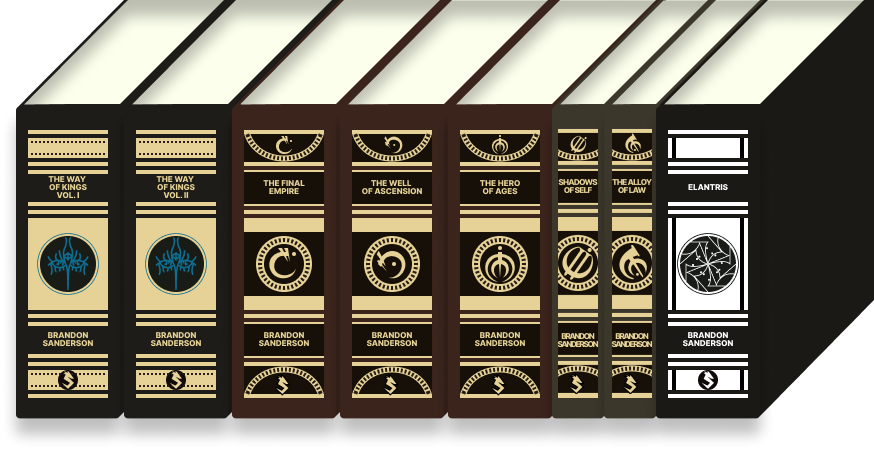 THE WAY
OF KINGS
VOL. I
BRANDON
SANDERSON
THE WAY
OF KINGS
VOL. II
BRANDON
SANDERSON
THE FINAL
EMPIRE
BRANDON
SANDERSON
THE WELL
OF ASCENSION
BRANDON
SANDERSON
THE HERO
OF AGES
BRANDON
SANDERSON
SHADOWS
OF SELF
BRANDON
SANDERSON
THE ALLOY
OF LAW
BRANDON
SANDERSON
ELANTRIS
BRANDON
SANDERSON